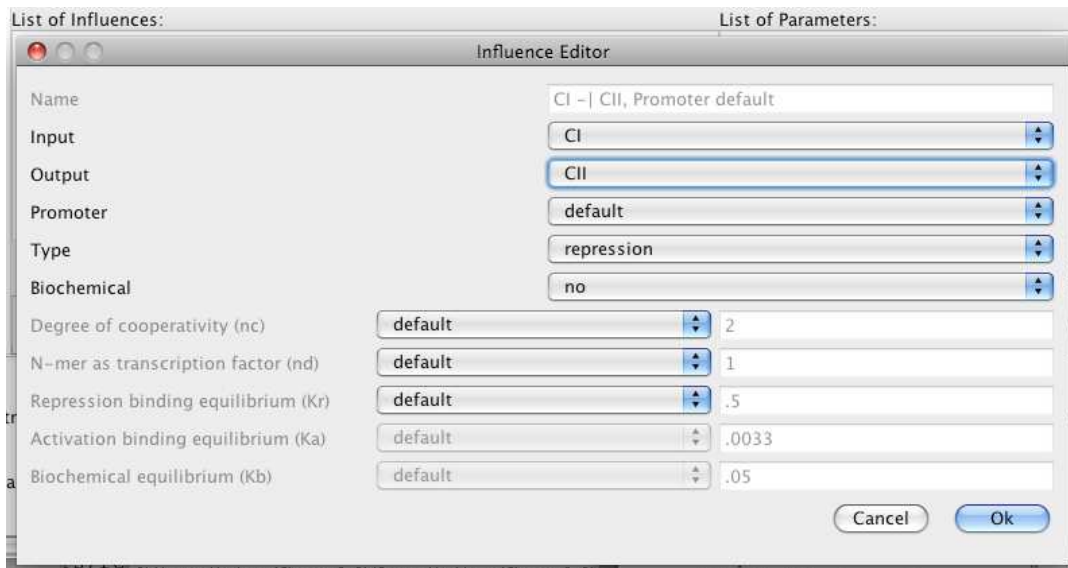 List of Influences: List of Parameters:
Influence Editor
Name CI -| CII, Promoter default
Input CI
Output CII
Promoter default
Type repression
Biochemical no
Degree of cooperativity (nc) default 2
N-mer as transcription factor (nd) default 1
Repression binding equilibrium (Kr) default .5
Activation binding equilibrium (Ka) default .0033
Biochemical equilibrium (Kb) default .05
Cancel Ok